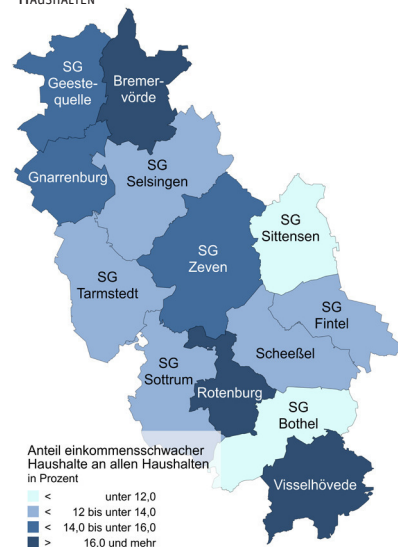 HAUSHALTEN
SG
Geeste-
quelle
Bremer-
vörde
Gnarrenburg
SG
Selsingen
SG
Sittensen
SG
Zeven
SG
Tarmstedt
SG
Fintel
Scheeßel
SG
Sottrum
Rotenburg
SG
Bothel
Visselhövede
Anteil einkommensschwacher
Haushalte an allen Haushalten
in Prozent
< unter 12,0
< 12 bis unter 14,0
< 14,0 bis unter 16,0
> 16,0 und mehr